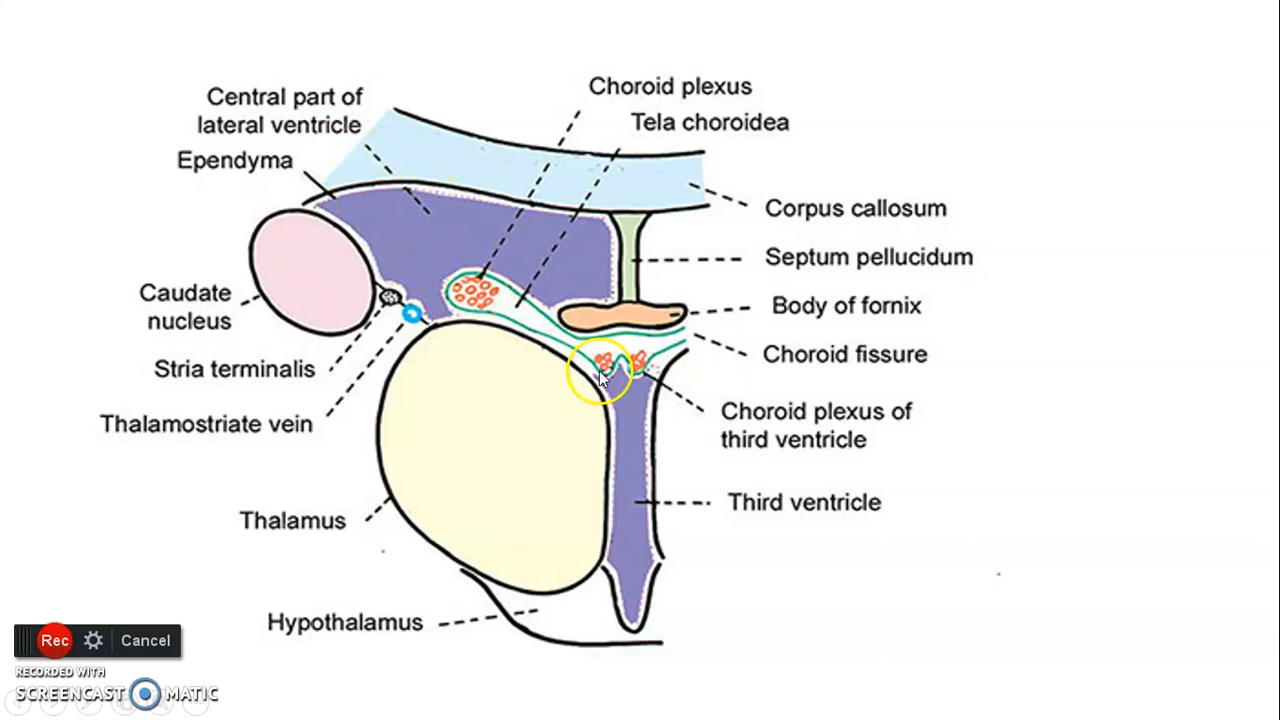 Choroid plexus
Central part of
lateral ventricle
Tela choroidea
Ependyma
Corpus callosum
Septum pellucidum
Caudate
nucleus
Body of fornix
Choroid fissure
Stria terminalis
Choroid plexus of
third ventricle
Thalamostriate vein
Third ventricle
Thalamus
Hypothalamus
Rec
Cancel
RECORDED WITH
SCREENCAST MATIC